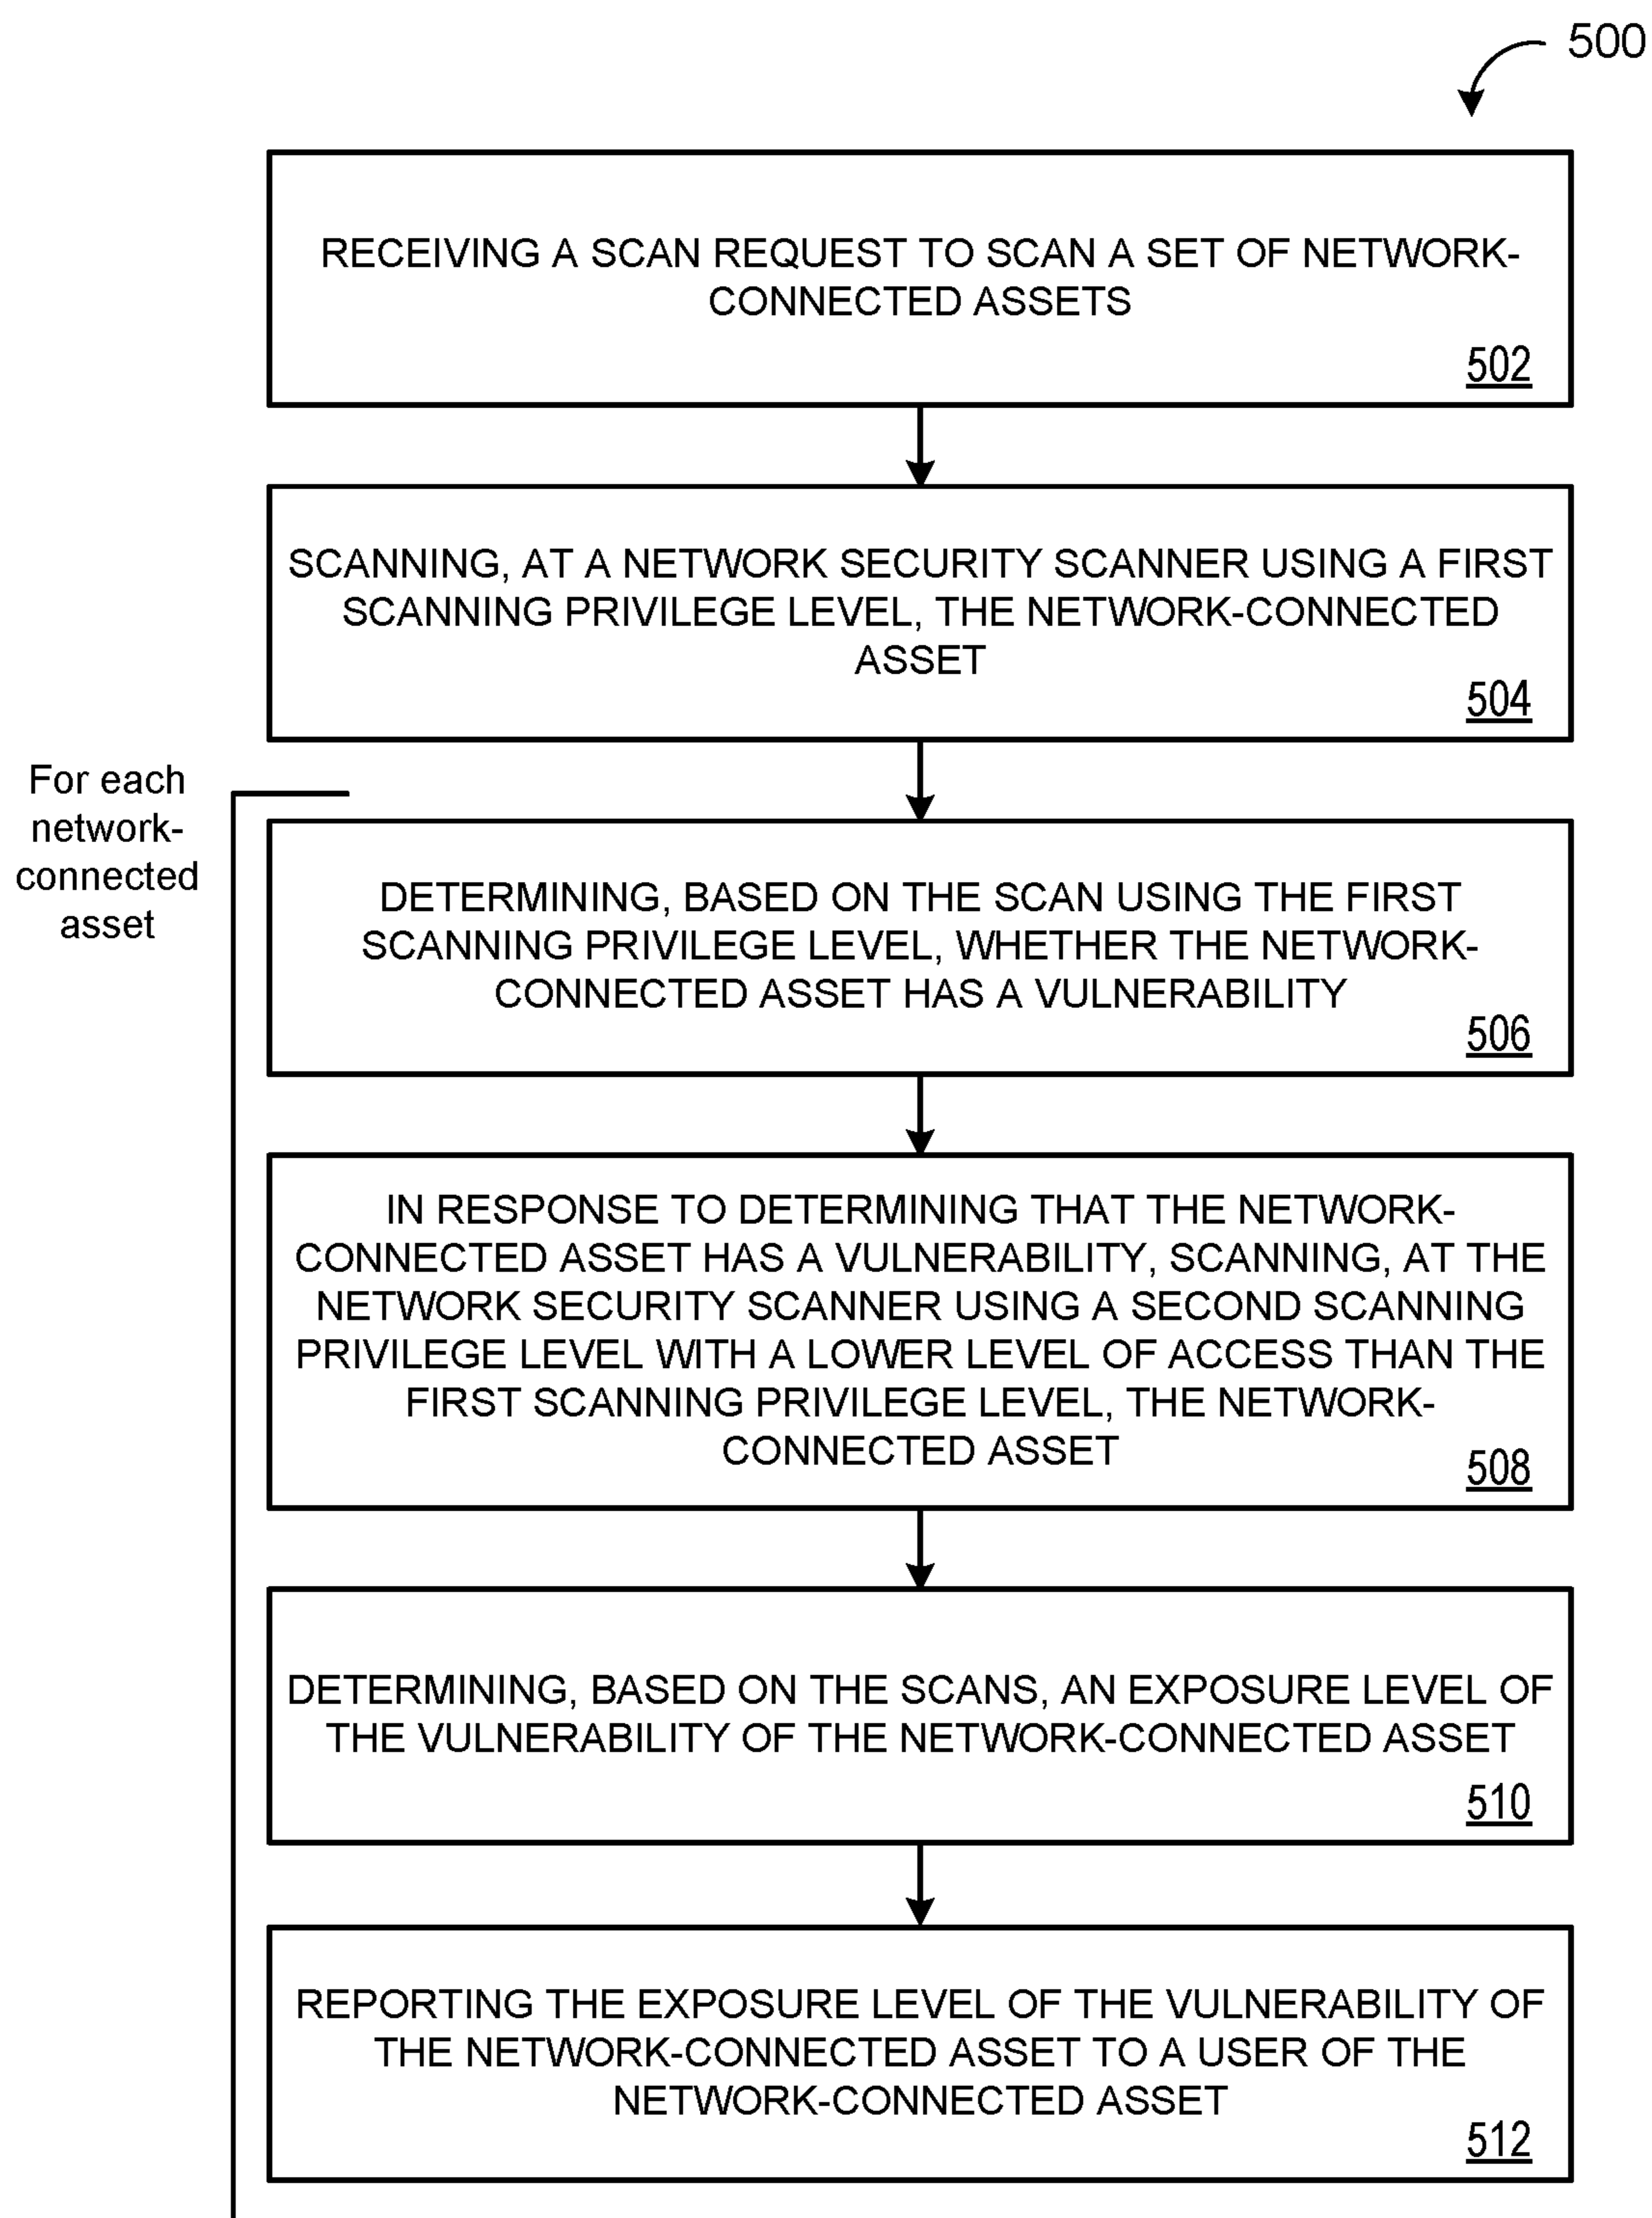 500
RECEIVING A SCAN REQUEST TO SCAN A SET OF NETWORK-
CONNECTED ASSETS
502
SCANNING, AT A NETWORK SECURITY SCANNER USING A FIRST
SCANNING PRIVILEGE LEVEL, THE NETWORK-CONNECTED
ASSET
504
For each
network-
connected
asset
DETERMINING, BASED ON THE SCAN USING THE FIRST
SCANNING PRIVILEGE LEVEL, WHETHER THE NETWORK-
CONNECTED ASSET HAS A VULNERABILITY
506
IN RESPONSE TO DETERMINING THAT THE NETWORK-
CONNECTED ASSET HAS A VULNERABILITY, SCANNING, AT THE
NETWORK SECURITY SCANNER USING A SECOND SCANNING
PRIVILEGE LEVEL WITH A LOWER LEVEL OF ACCESS THAN THE
FIRST SCANNING PRIVILEGE LEVEL, THE NETWORK-
CONNECTED ASSET
508
DETERMINING, BASED ON THE SCANS, AN EXPOSURE LEVEL OF
THE VULNERABILITY OF THE NETWORK-CONNECTED ASSET
510
REPORTING THE EXPOSURE LEVEL OF THE VULNERABILITY OF
THE NETWORK-CONNECTED ASSET TO A USER OF THE
NETWORK-CONNECTED ASSET
512